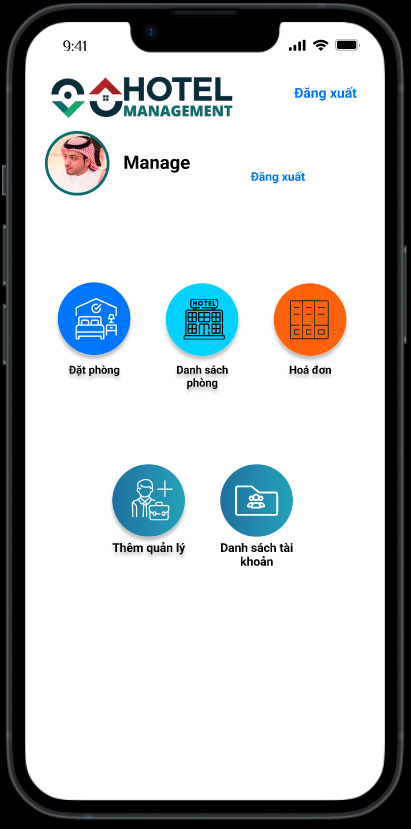 9:41
HOTEL
MANAGEMENT
Đăng xuất
Manage
Đăng xuất
HOTEL
Đặt phòng
Danh sách
phòng
Hoá đơn
Thêm quản lý
Danh sách tài
khoản